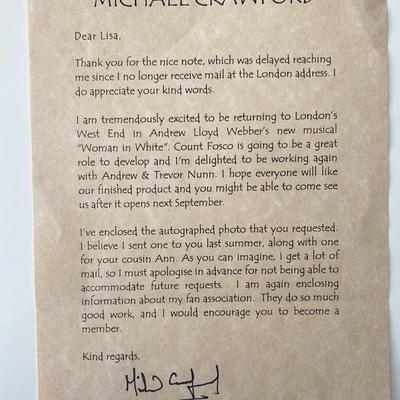 MICHAEL CRAWFORD
Dear Lisa,
Thank you for the nice note, which was delayed reaching
me since I no longer receive mail at the London address. I
do appreciate your kind words.
I am tremendously excited to be returning to London's
West End in Andrew Lloyd Webber's new musical
"Woman in White". Count Fosco is going to be a great
role to develop and I'm delighted to be working again
with Andrew & Trevor Nunn. I hope everyone will like
our finished product and you might be able to come see
us after it opens next September.
I've enclosed the autographed photo that you requested.
I believe I sent one to you last summer, along with one
for your cousin Ann. As you can imagine, I get a lot of
mail, so I must apologise in advance for not being able to
accommodate future requests. I am again enclosing
information about my fan association. They do so much
good work, and I would encourage you to become a
member.
Kind regards,